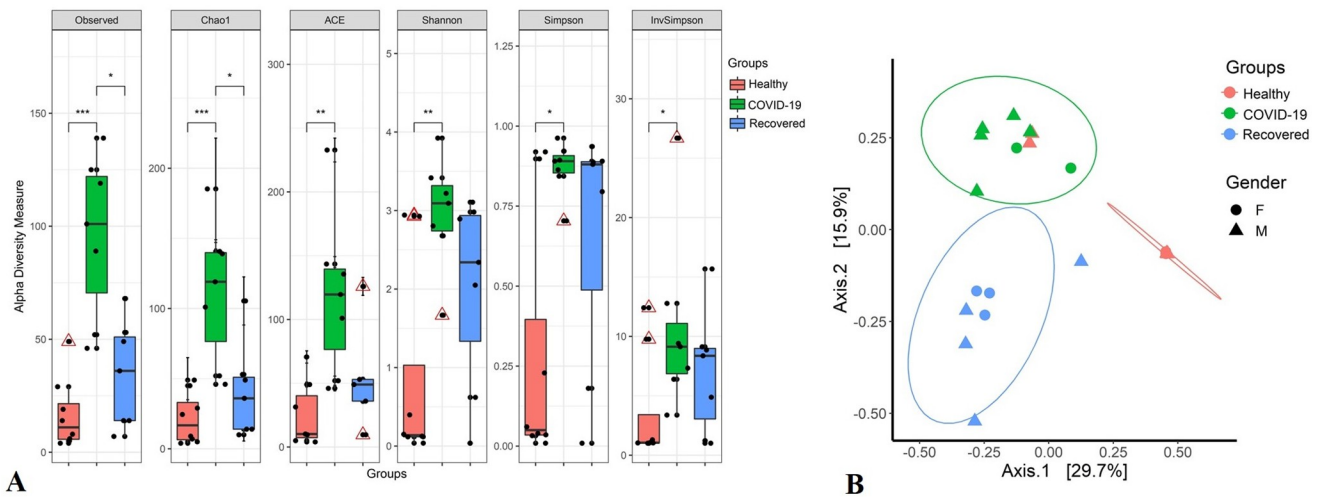 Observed Chao1 ACE Shannon Simpson InvSimpson
Alpha Diversity Measure
150
100
50
0
*** *
200
100
0
*** *
300
200
100
0
**
5
4
3
2
1
0
**
1.25
1.00
0.75
0.50
0.25
0.00
*
30
20
10
0
*
Groups
Healthy
COVID-19
Recovered
Groups
A
Axis.2 [15.9%]
0.25
0.00
-0.25
-0.50
-0.50 -0.25 0.00 0.25 0.50
Axis.1 [29.7%]
Groups
Healthy
COVID-19
Recovered
Gender
F
M
B